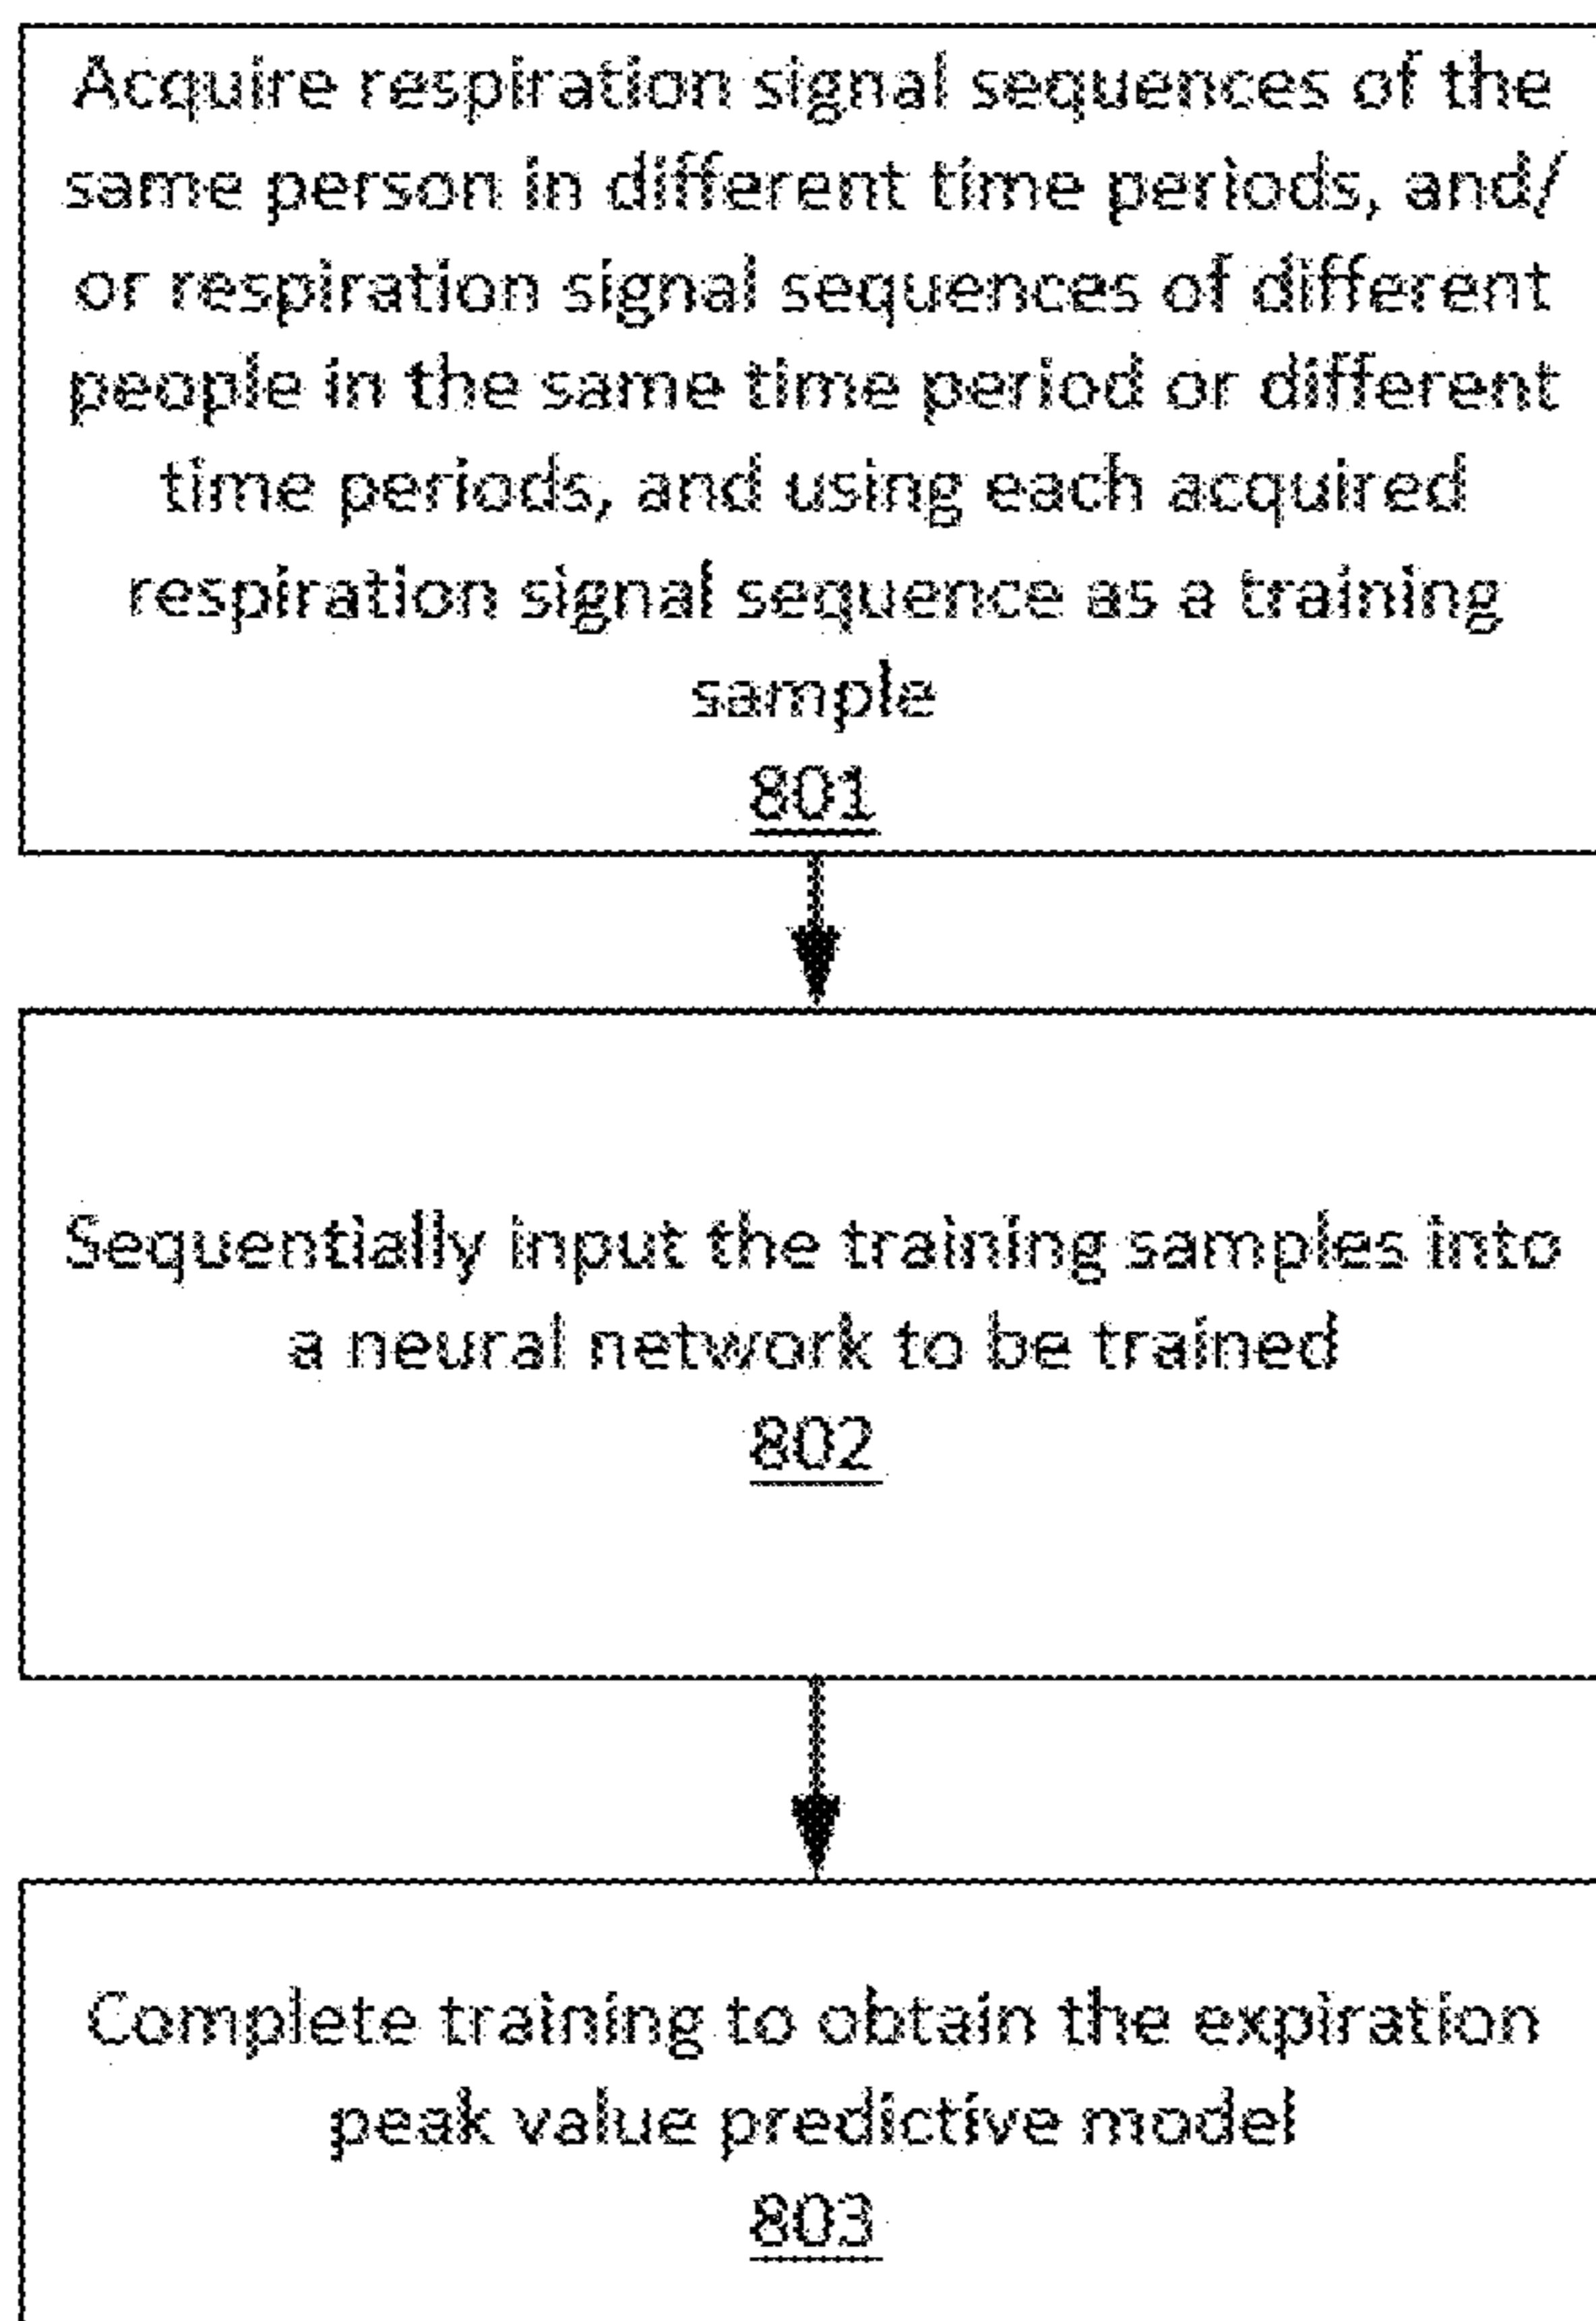 Acquire respiration signal sequences of the
same person in different time periods, and/
or respiration signal sequences of different
people in the same time period or different
time periods, and using each acquired
respiration signal sequence as a training
sample
801
Sequentially input the training samples into
a neural network to be trained
802
Complete training to obtain the expiration
peak value predictive model
803